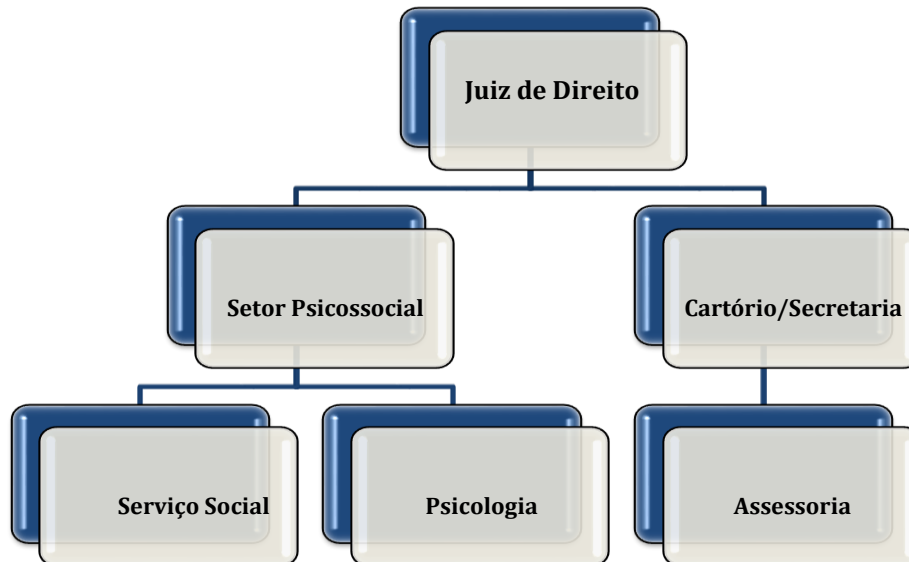 Juiz de Direito
Setor Psicossocial
Cartório/Secretaria
Serviço Social
Psicologia
Assessoria